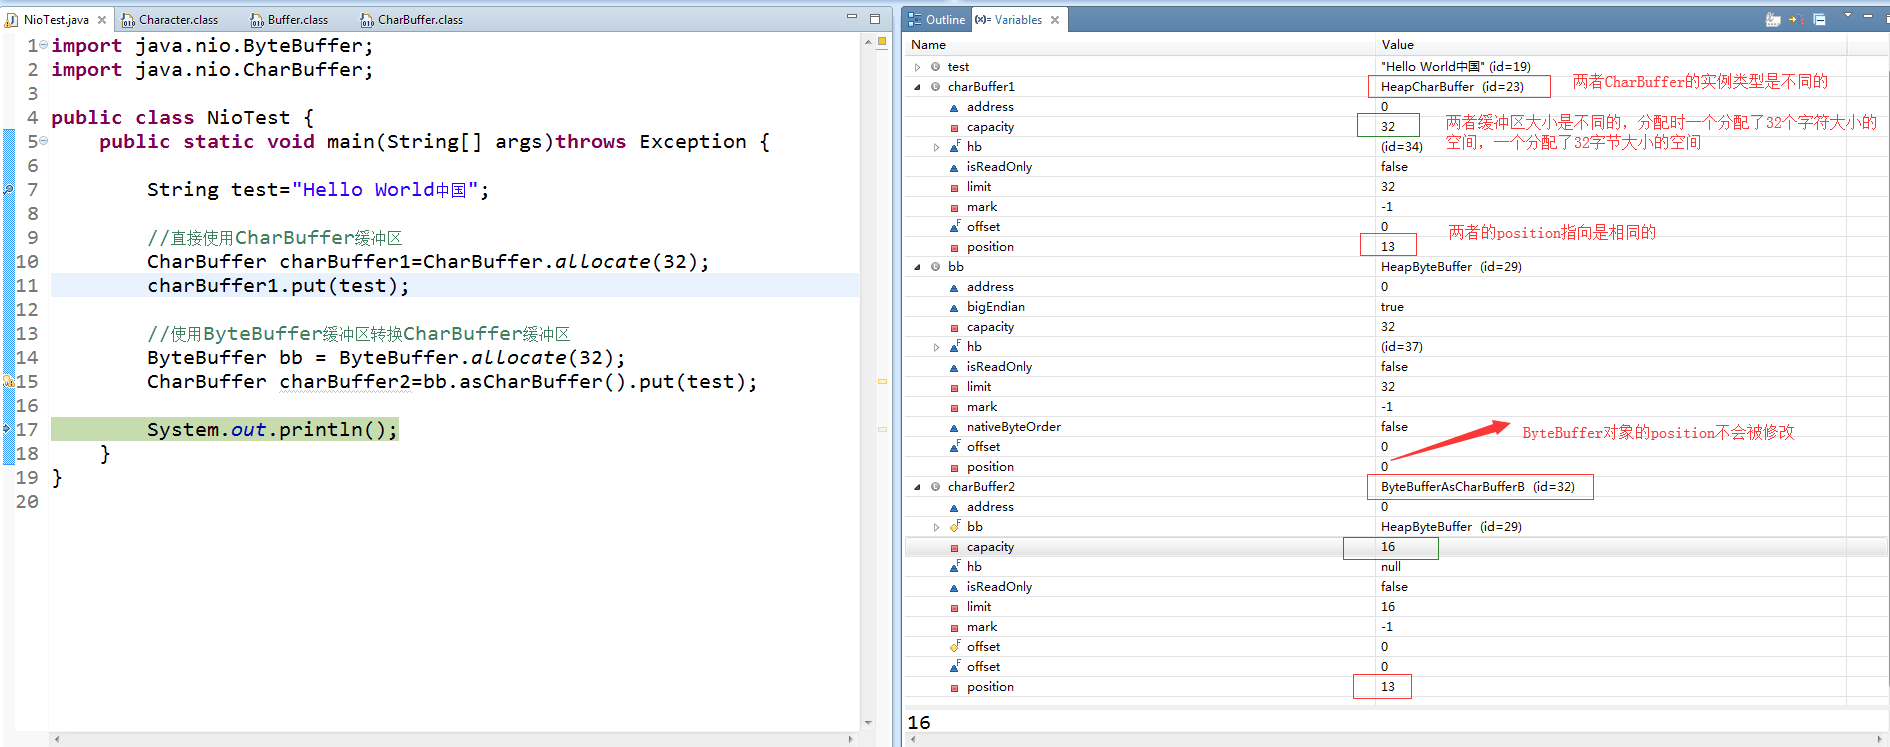 NioTest.java
Character.class
Buffer.class
CharBuffer.class
1 import java.nio.ByteBuffer;
2 import java.nio.CharBuffer;
3
4 public class NioTest {
5 public static void main(String[] args)throws Exception {
6
7 String test="Hello World中国";
8
9 //直接使用CharBuffer缓冲区
10 CharBuffer charBuffer1=CharBuffer.allocate(32);
11 charBuffer1.put(test);
12
13 //使用ByteBuffer缓冲区转换CharBuffer缓冲区
14 ByteBuffer bb = ByteBuffer.allocate(32);
15 CharBuffer charBuffer2=bb.asCharBuffer().put(test);
16
17 System.out.println();
18 }
19 }
20
Outline
(x)= Variables
Name Value
test "Hello World中国" (id=19)
charBuffer1 HeapCharBuffer (id=23)
两者CharBuffer的实例类型是不同的
address 0
capacity 32
两者缓冲区大小是不同的，分配时一个分配了32个字符大小的
空间，一个分配了32字节大小的空间
hb (id=34)
isReadOnly false
limit 32
mark -1
offset 0
两者的position指向是相同的
position 13
bb HeapByteBuffer (id=29)
address 0
bigEndian true
capacity 32
hb (id=37)
isReadOnly false
limit 32
mark -1
nativeByteOrder false
ByteBuffer对象的position不会被修改
offset 0
position 0
charBuffer2 ByteBufferAsCharBufferB (id=32)
address 0
bb HeapByteBuffer (id=29)
capacity 16
hb null
isReadOnly false
limit 16
mark -1
offset 0
offset 0
position 13
16